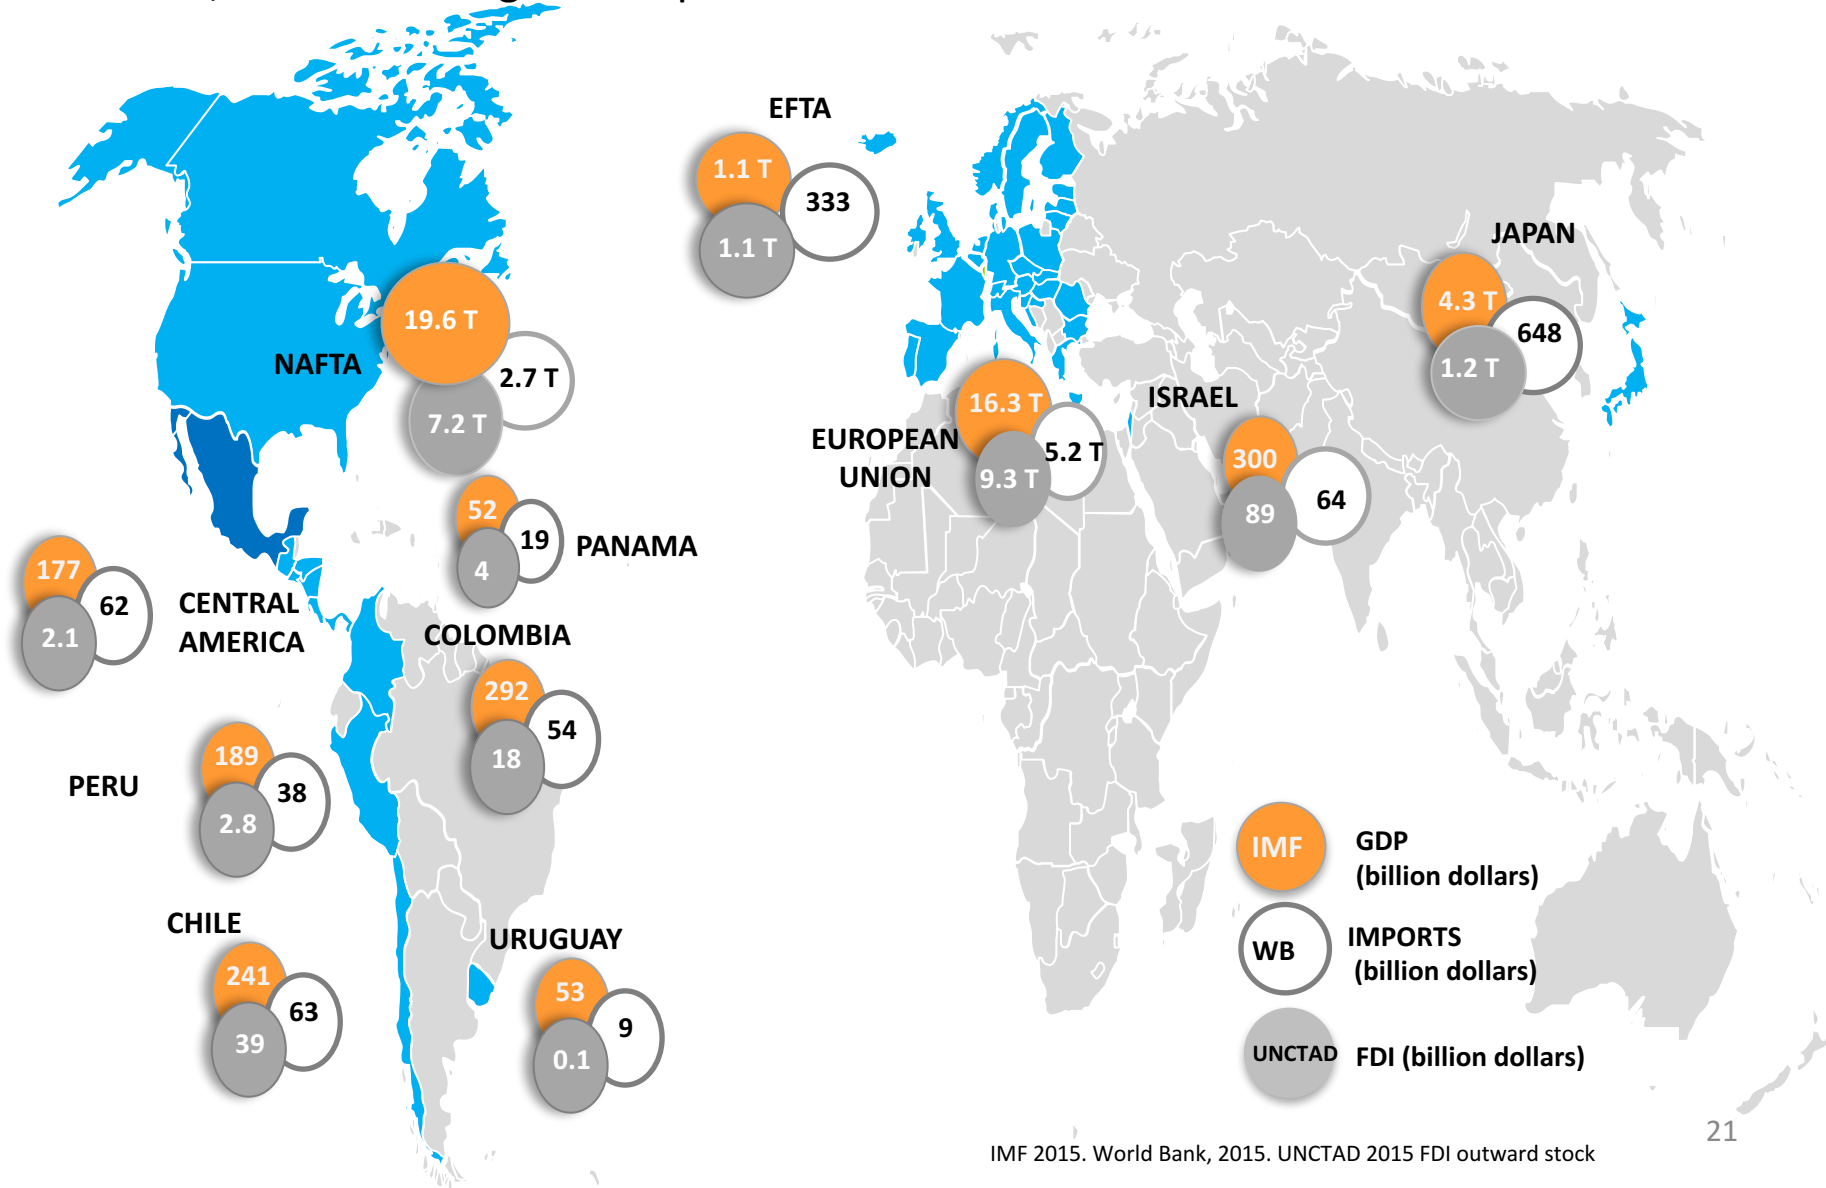 EFTA
1.1 T
333
1.1 T
JAPAN
4.3 T
648
1.2 T
19.6 T
NAFTA
2.7 T
7.2 T
16.3 T
EUROPEAN
UNION
5.2 T
9.3 T
ISRAEL
300
64
89
52
19
4
PANAMA
177
62
2.1
CENTRAL
AMERICA
COLOMBIA
292
54
18
189
PERU
38
2.8
CHILE
241
63
39
URUGUAY
53
9
0.1
IMF
GDP
(billion dollars)
WB
IMPORTS
(billion dollars)
UNCTAD
FDI (billion dollars)
21
IMF 2015. World Bank, 2015. UNCTAD 2015 FDI outward stock